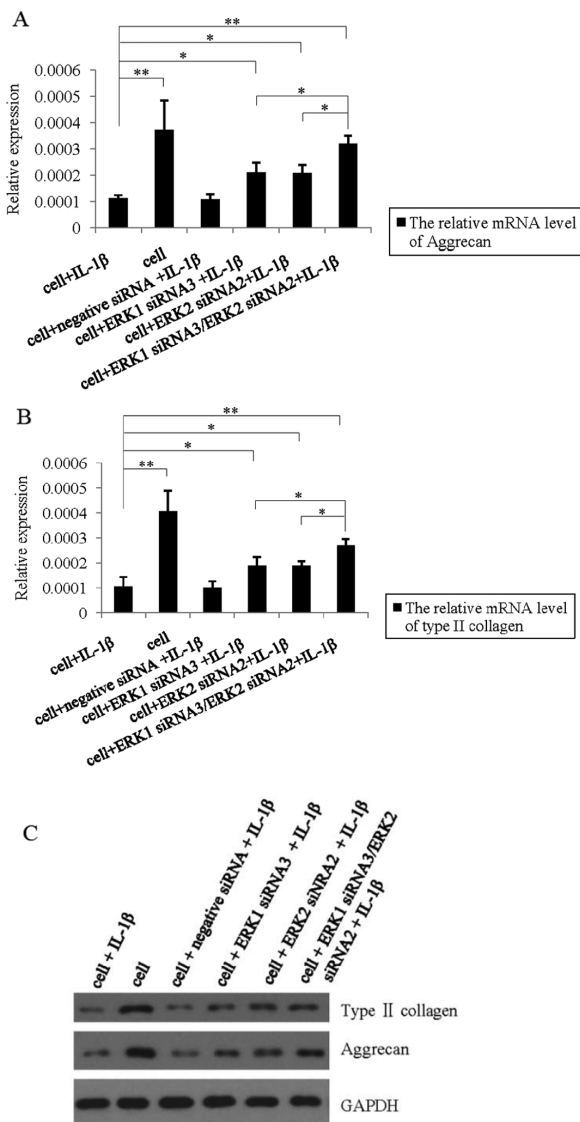 A
**
*
*
**
*
*
0.0006
0.0005
0.0004
0.0003
0.0002
0.0001
0
Relative expression
cell+IL-1β
cell
cell+negative siRNA +IL-1β
cell+ERK1 siRNA3 +IL-1β
cell+ERK2 siRNA2+IL-1β
cell+ERK1 siRNA3/ERK2 siRNA2+IL-1β
The relative mRNA level
of Aggrecan
B
**
*
*
**
*
*
0.0006
0.0005
0.0004
0.0003
0.0002
0.0001
0
Relative expression
cell+IL-1β
cell
cell+negative siRNA +IL-1β
cell+ERK1 siRNA3 +IL-1β
cell+ERK2 siRNA2+IL-1β
cell+ERK1 siRNA3/ERK2 siRNA2+IL-1β
The relative mRNA level
of type II collagen
C
cell + IL-1β
cell
cell + negative siRNA + IL-1β
cell + ERK1 siRNA3 + IL-1β
cell + ERK2 siNRA2 + IL-1β
cell + ERK1 siRNA3/ERK2
siRNA2 + IL-1β
Type II collagen
Aggrecan
GAPDH